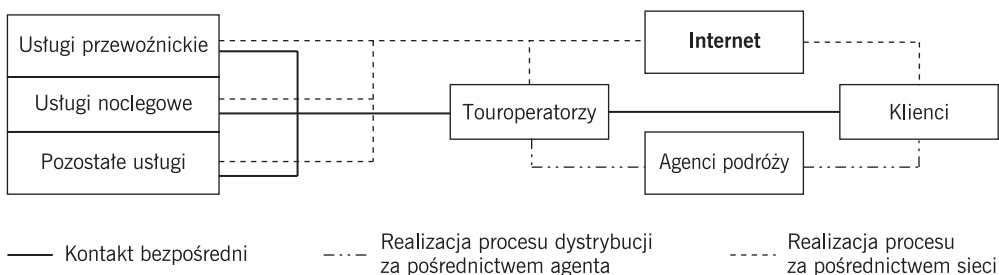 Usługi przewoźnicze
Internet
Usługi noclegowe
Touroperatorzy
Klienci
Pozostałe usługi
Agenci podróży
Kontakt bezpośredni
Realizacja procesu dystrybucji
za pośrednictwem agenta
Realizacja procesu
za pośrednictwem sieci